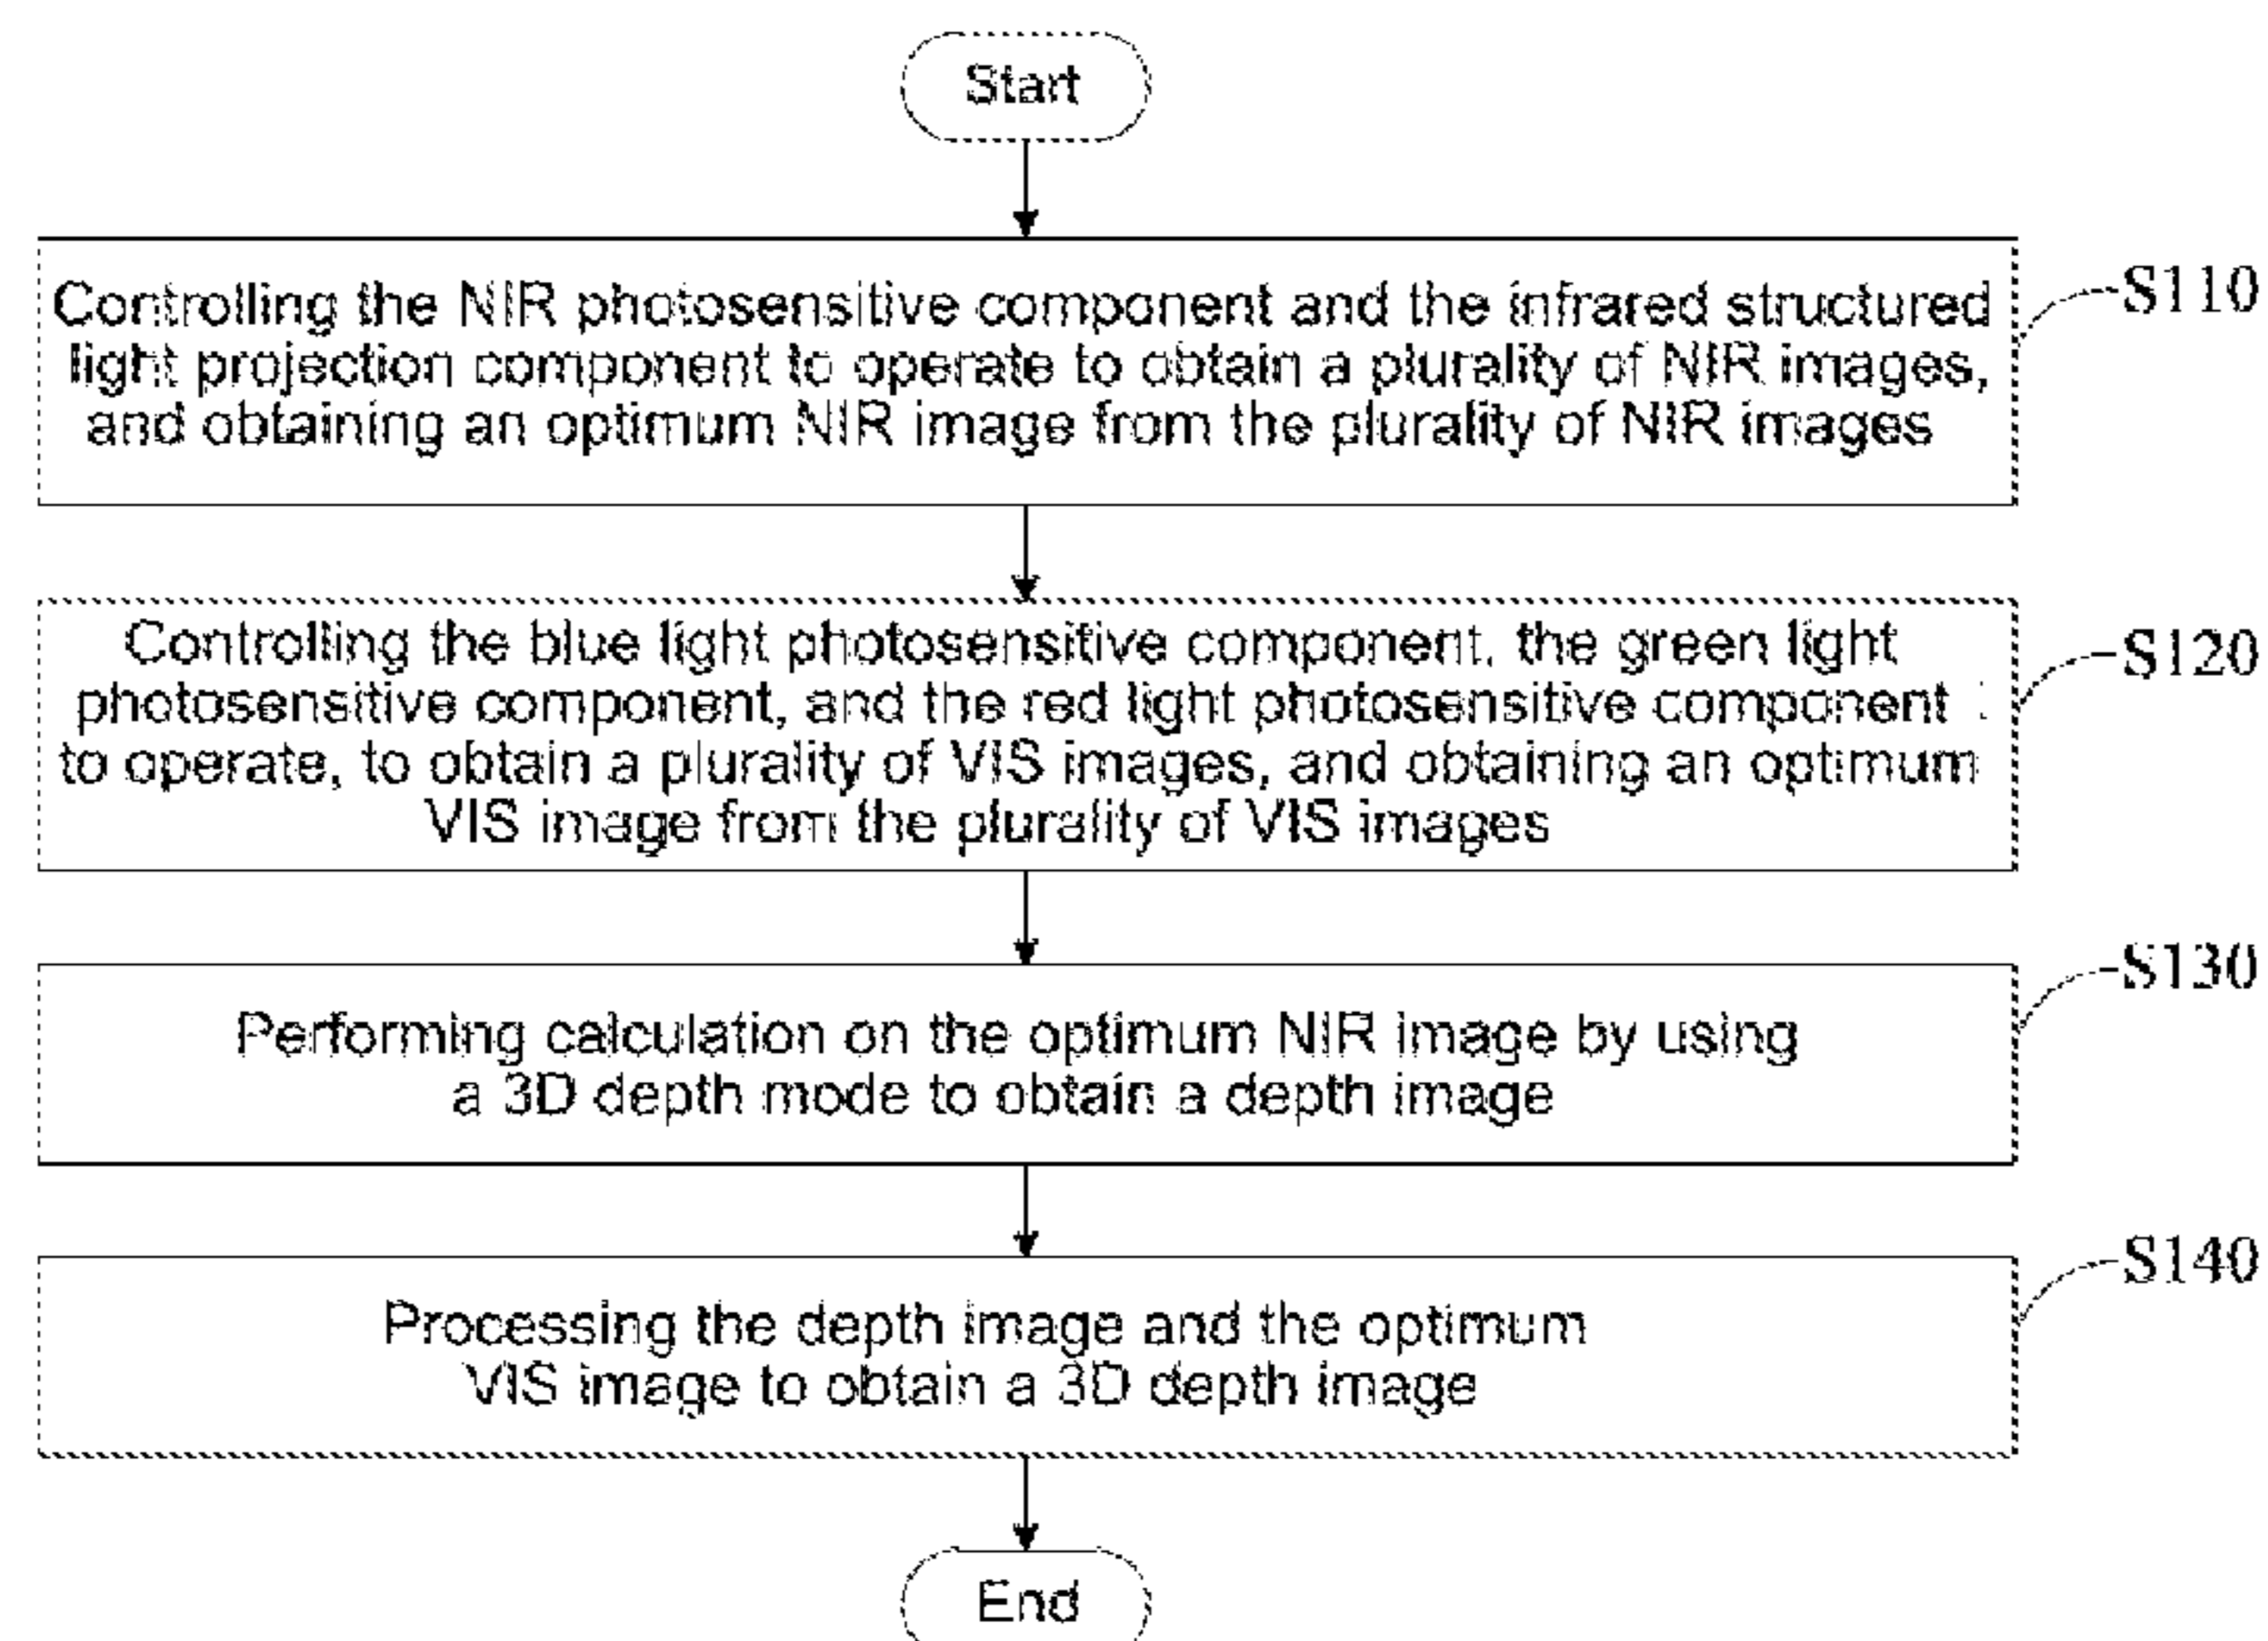 Start
Controlling the NIR photosensitive component and the infrared structured
light projection component to operate to obtain a plurality of NIR images,
and obtaining an optimum NIR image from the plurality of NIR images
S110
Controlling the blue light photosensitive component, the green light
photosensitive component, and the red light photosensitive component
to operate, to obtain a plurality of VIS images, and obtaining an optimum
VIS image from the plurality of VIS images
S120
Performing calculation on the optimum NIR image by using
a 3D depth mode to obtain a depth image
S130
Processing the depth image and the optimum
VIS image to obtain a 3D depth image
S140
End